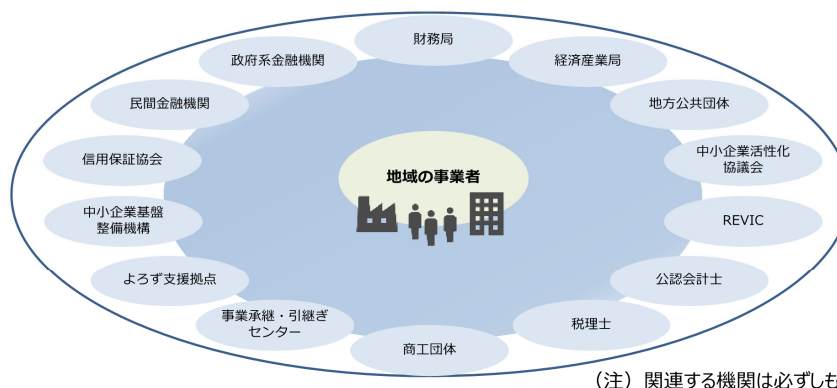 財務局
政府系金融機関
経済産業局
民間金融機関
地方公共団体
信用保証協会
中小企業活性化
協議会
地域の事業者
中小企業基盤
整備機構
REVIC
よろず支援拠点
公認会計士
事業承継・引継ぎ
センター
税理士
商工団体
（注）関連する機関は必ずしも